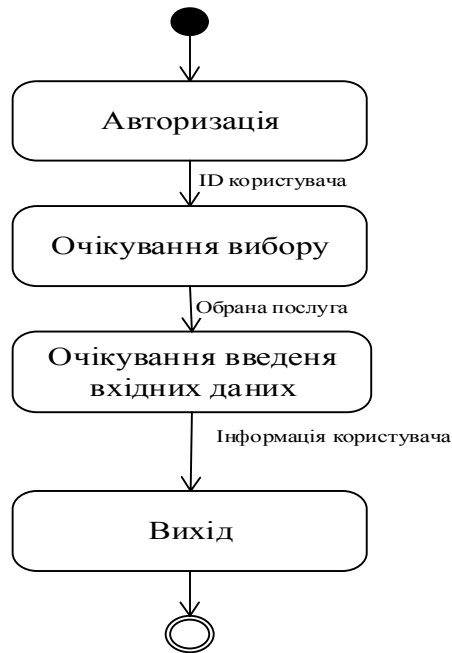 Авторизація
ID користувача
Очікування вибору
Обрана послуга
Очікування введеня
вхідних даних
Інформація користувача
Вихід